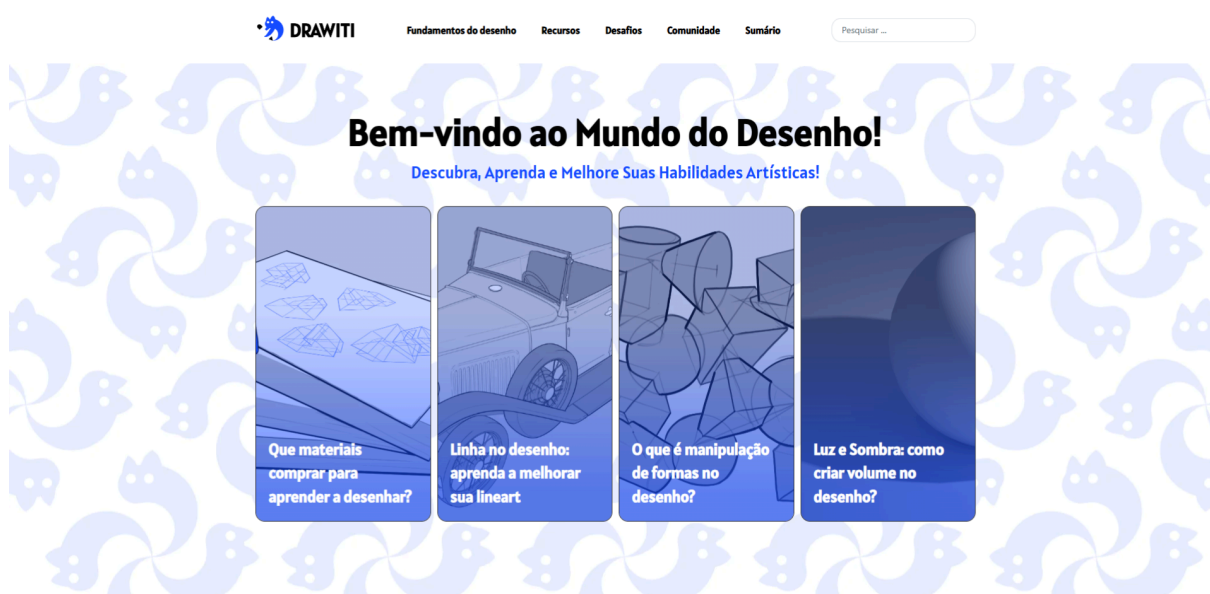 DRAWITI
Fundamentos do desenho
Recursos
Desafios
Comunidade
Sumário
Pesquisar ...
Bem-vindo ao Mundo do Desenho!
Descubra, Aprenda e Melhore Suas Habilidades Artísticas!
Que materiais
comprar para
aprender a desenhar?
Linha no desenho:
aprenda a melhorar
sua lineart
O que é manipulação
de formas no
desenho?
Luz e Sombra: como
criar volume no
desenho?